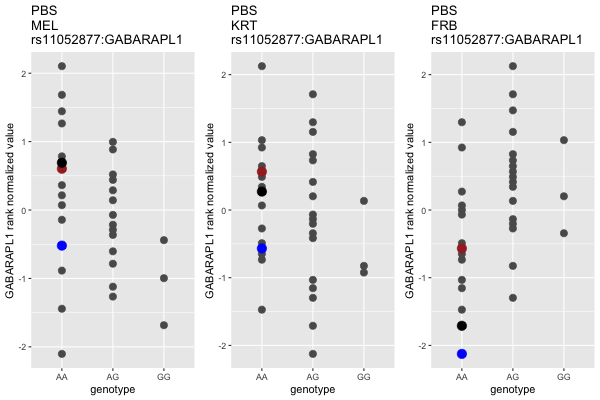 PBS
MEL
rs11052877:GABARAPL1
GABARAPL1 rank normalized value
2
1
0
-1
-2
AA AG GG
genotype
PBS
KRT
rs11052877:GABARAPL1
GABARAPL1 rank normalized value
2
1
0
-1
-2
AA AG GG
genotype
PBS
FRB
rs11052877:GABARAPL1
GABARAPL1 rank normalized value
2
1
0
-1
-2
AA AG GG
genotype